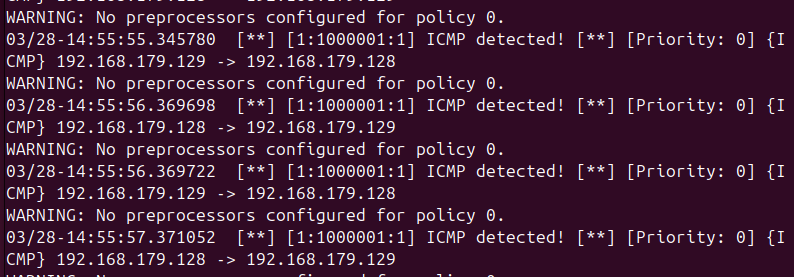 WARNING: No preprocessors configured for policy 0.
03/28-14:55:55.345780  [**] [1:1000001:1] ICMP detected! [**] [Priority: 0] {I
CMP} 192.168.179.129 -> 192.168.179.128
WARNING: No preprocessors configured for policy 0.
03/28-14:55:56.369698  [**] [1:1000001:1] ICMP detected! [**] [Priority: 0] {I
CMP} 192.168.179.128 -> 192.168.179.129
WARNING: No preprocessors configured for policy 0.
03/28-14:55:56.369722  [**] [1:1000001:1] ICMP detected! [**] [Priority: 0] {I
CMP} 192.168.179.129 -> 192.168.179.128
WARNING: No preprocessors configured for policy 0.
03/28-14:55:57.371052  [**] [1:1000001:1] ICMP detected! [**] [Priority: 0] {I
CMP} 192.168.179.128 -> 192.168.179.129